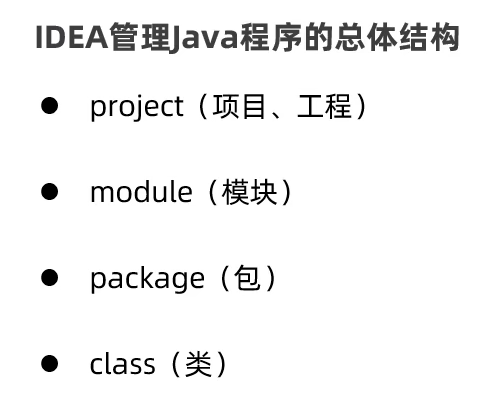 IDEA管理Java程序的总体结构
● project（项目、工程）
● module（模块）
● package（包）
● class（类）